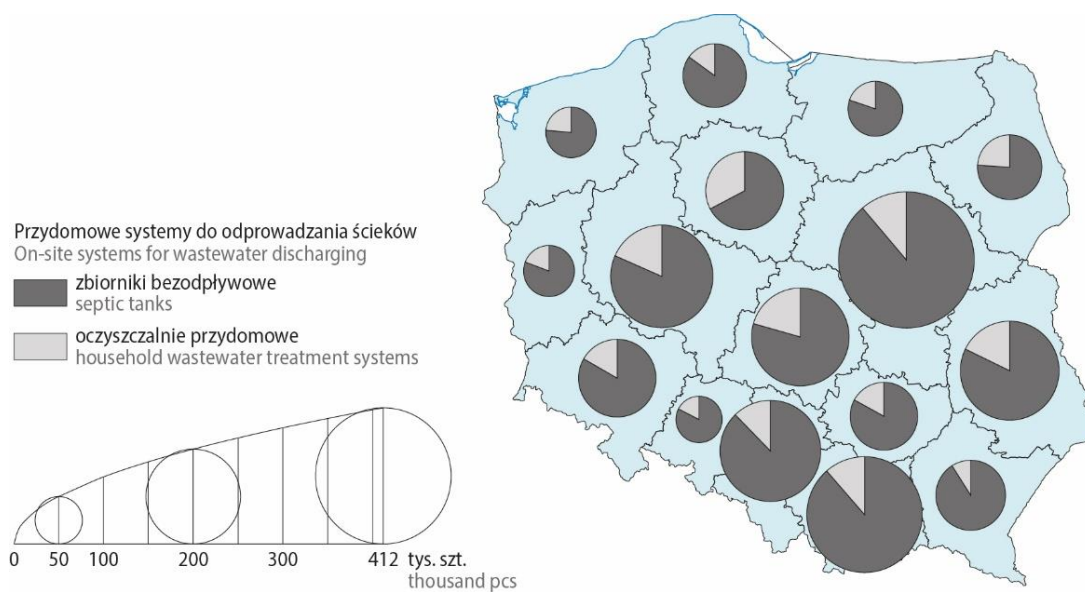 Przydomowe systemy do odprowadzania ścieków
On-site systems for wastewater discharging
zbiorniki bezodpływowe
septic tanks
oczyszczalnie przydomowe
household wastewater treatment systems
0 50 100 200 300 412 tys. szt.
thousand pcs